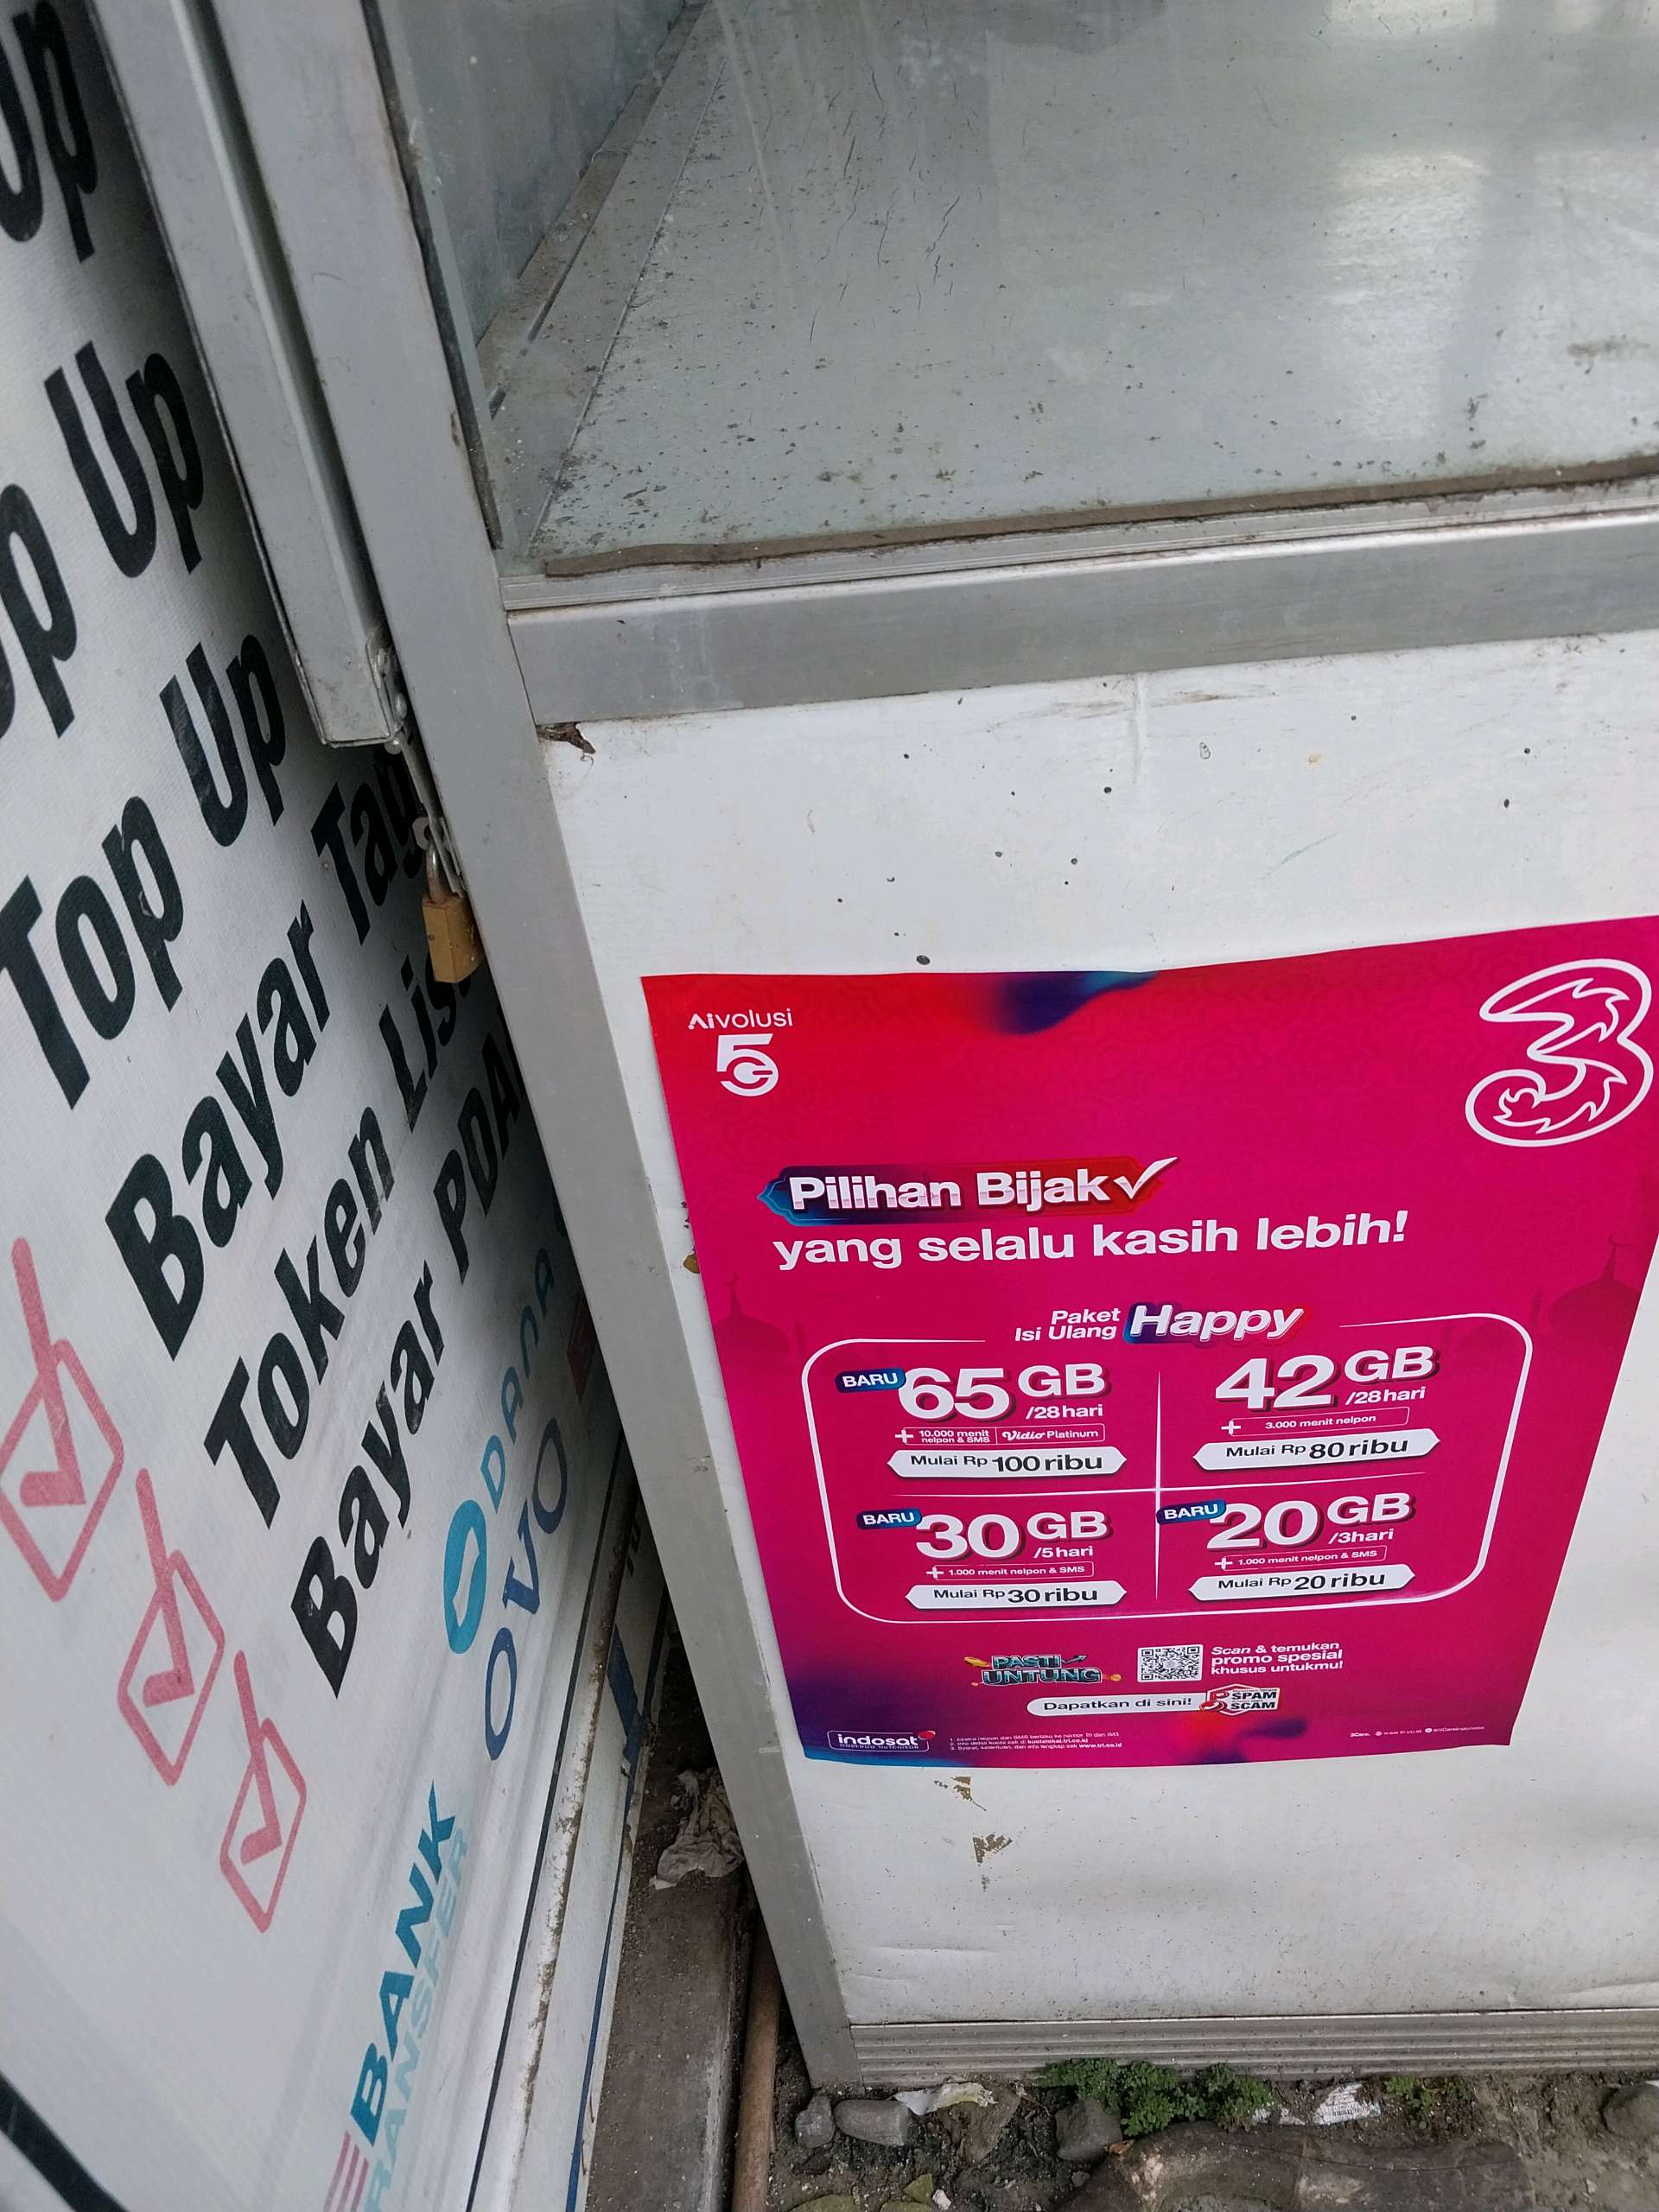 Up
Top Up
Top Up
Bayar
Token
Bayar PDA
DANA
OVO
BANK
TRANSFER
Aivolusi
5G
3
Pilihan Bijak
yang selalu kasih lebih!
Paket
Isi Ulang Happy
BARU 65 GB
/28 hari
+ 10.000 menit
nelpon & SMS
Vidio Platinum
Mulai Rp 100 ribu
42 GB
/28 hari
+ 3.000 menit nelpon
Mulai Rp 80 ribu
BARU 30 GB
/5 hari
+ 1.000 menit nelpon & SMS
Mulai Rp 30 ribu
BARU 20 GB
/3 hari
+ 1.000 menit nelpon & SMS
Mulai Rp 20 ribu
PASTI
UNTUNG
Scan & temukan
promo spesial
khusus untukmu!
Dapatkan di sini!
SPAM
SCAM
indosat
OOREDOO HUTCHISON